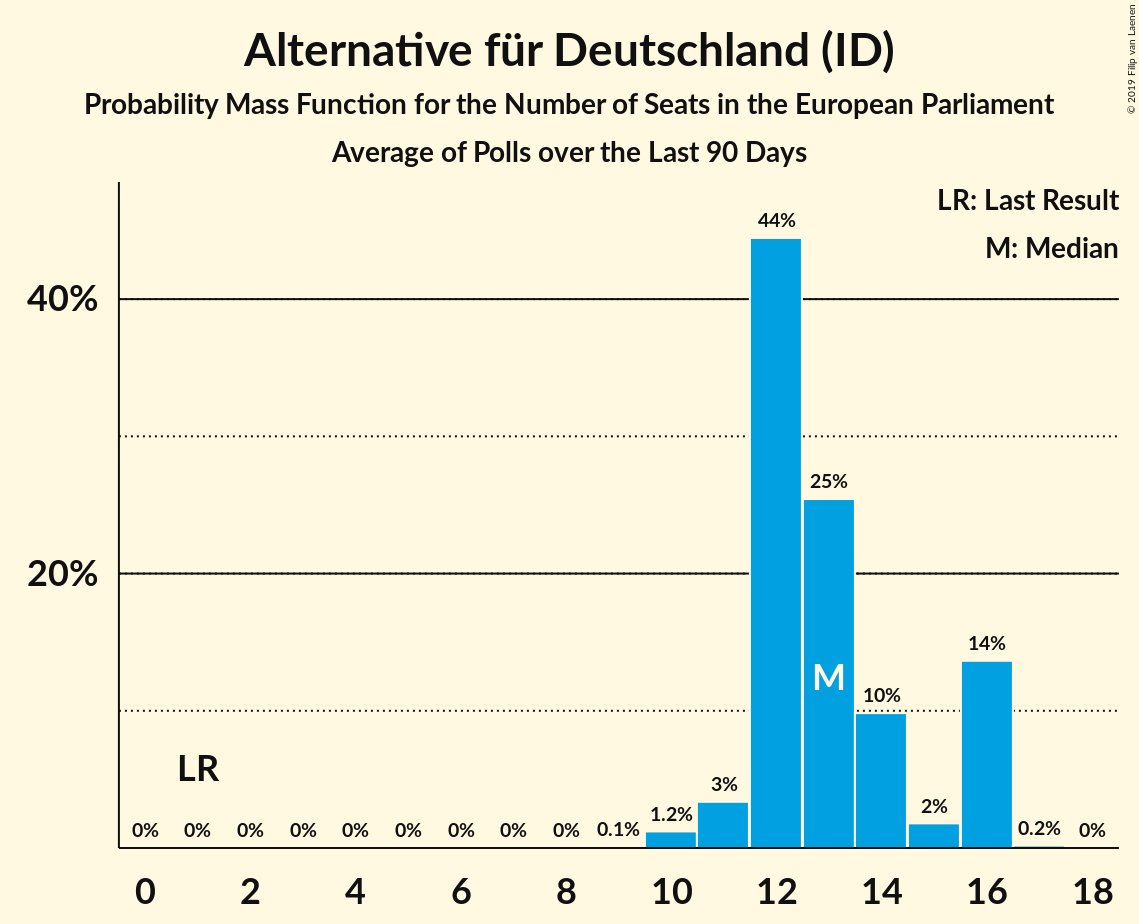 Alternative für Deutschland (ID)
Probability Mass Function for the Number of Seats in the European Parliament
Average of Polls over the Last 90 Days
© 2019 Filip van Laenen
LR: Last Result
M: Median
44%
40%
25%
20%
14%
M
10%
LR
3%
2%
1.2%
0% 0% 0% 0% 0% 0% 0% 0% 0% 0.1% 0.2% 0%
0 2 4 6 8 10 12 14 16 18